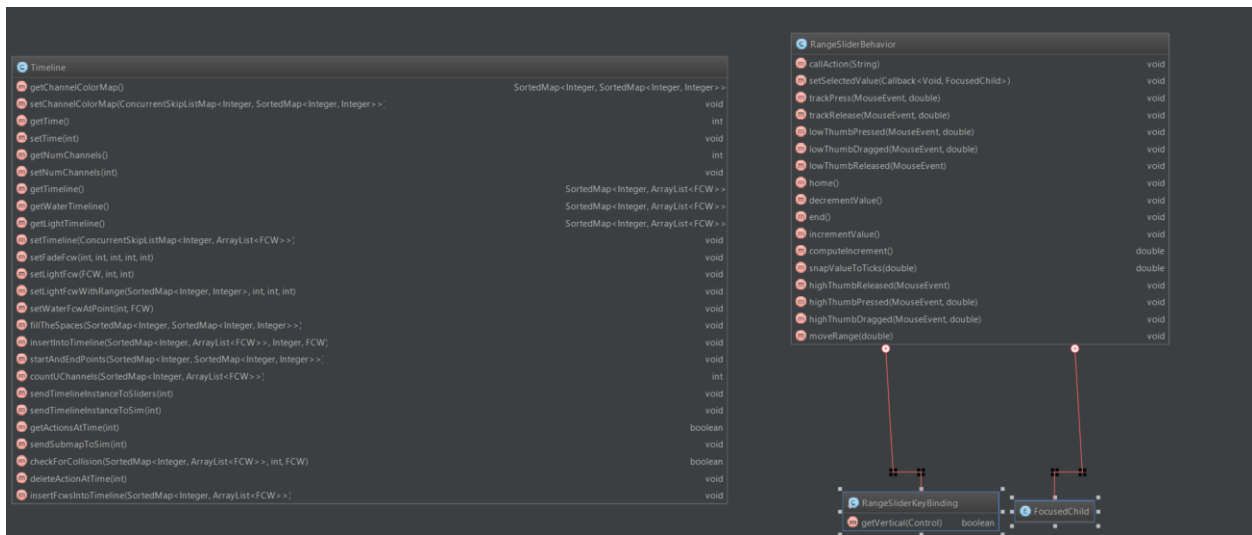 Timeline
getChannelColorMap() SortedMap<Integer, SortedMap<Integer, Integer>>
setChannelColorMap(ConcurrentSkipListMap<Integer, SortedMap<Integer, Integer>>) void
getTime() int
setTime(int) void
getNumChannels() int
setNumChannels(int) void
getTimeline() SortedMap<Integer, ArrayList<FCW>>
getWaterTimeline() SortedMap<Integer, ArrayList<FCW>>
getLightTimeline() SortedMap<Integer, ArrayList<FCW>>
setTimeline(ConcurrentSkipListMap<Integer, ArrayList<FCW>>) void
setFadeFcw(int, int, int, int, int) void
setLightFcw(FCW, int, int) void
setLightFcwWithRange(SortedMap<Integer, Integer>, int, int, int) void
setWaterFcwAtPoint(int, FCW) void
fillTheSpaces(SortedMap<Integer, SortedMap<Integer, Integer>>) void
insertIntoTimeline(SortedMap<Integer, ArrayList<FCW>>, Integer, FCW) void
startAndEndPoints(SortedMap<Integer, SortedMap<Integer, Integer>>) void
countUChannels(SortedMap<Integer, ArrayList<FCW>>) int
sendTimelineInstanceToSliders(int) void
sendTimelineInstanceToSim(int) void
getActionsAtTime(int) boolean
sendSubmapToSim(int) void
checkForCollision(SortedMap<Integer, ArrayList<FCW>>, int, FCW) boolean
deleteActionAtTime(int) void
insertFcwsIntoTimeline(SortedMap<Integer, ArrayList<FCW>>) void
RangeSliderBehavior
callAction(String) void
setSelectedValue(Callback<Void, FocusedChild>) void
trackPress(MouseEvent, double) void
trackRelease(MouseEvent, double) void
lowThumbPressed(MouseEvent, double) void
lowThumbDragged(MouseEvent, double) void
lowThumbReleased(MouseEvent) void
home() void
decrementValue() void
end() void
incrementValue() void
computeIncrement() double
snapValueToTicks(double) double
highThumbReleased(MouseEvent) void
highThumbPressed(MouseEvent, double) void
highThumbDragged(MouseEvent, double) void
moveRange(double) void
RangeSliderKeyBinding
getVertical(Control) boolean
FocusedChild